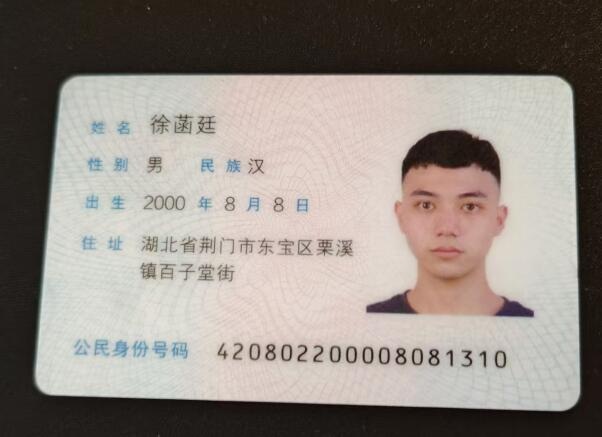 姓名 徐菡廷
性别 男 民族 汉
出生 2000 年 8 月 8 日
住址 湖北省荆门市东宝区栗溪
镇百子堂街
公民身份号码 420802200008081310